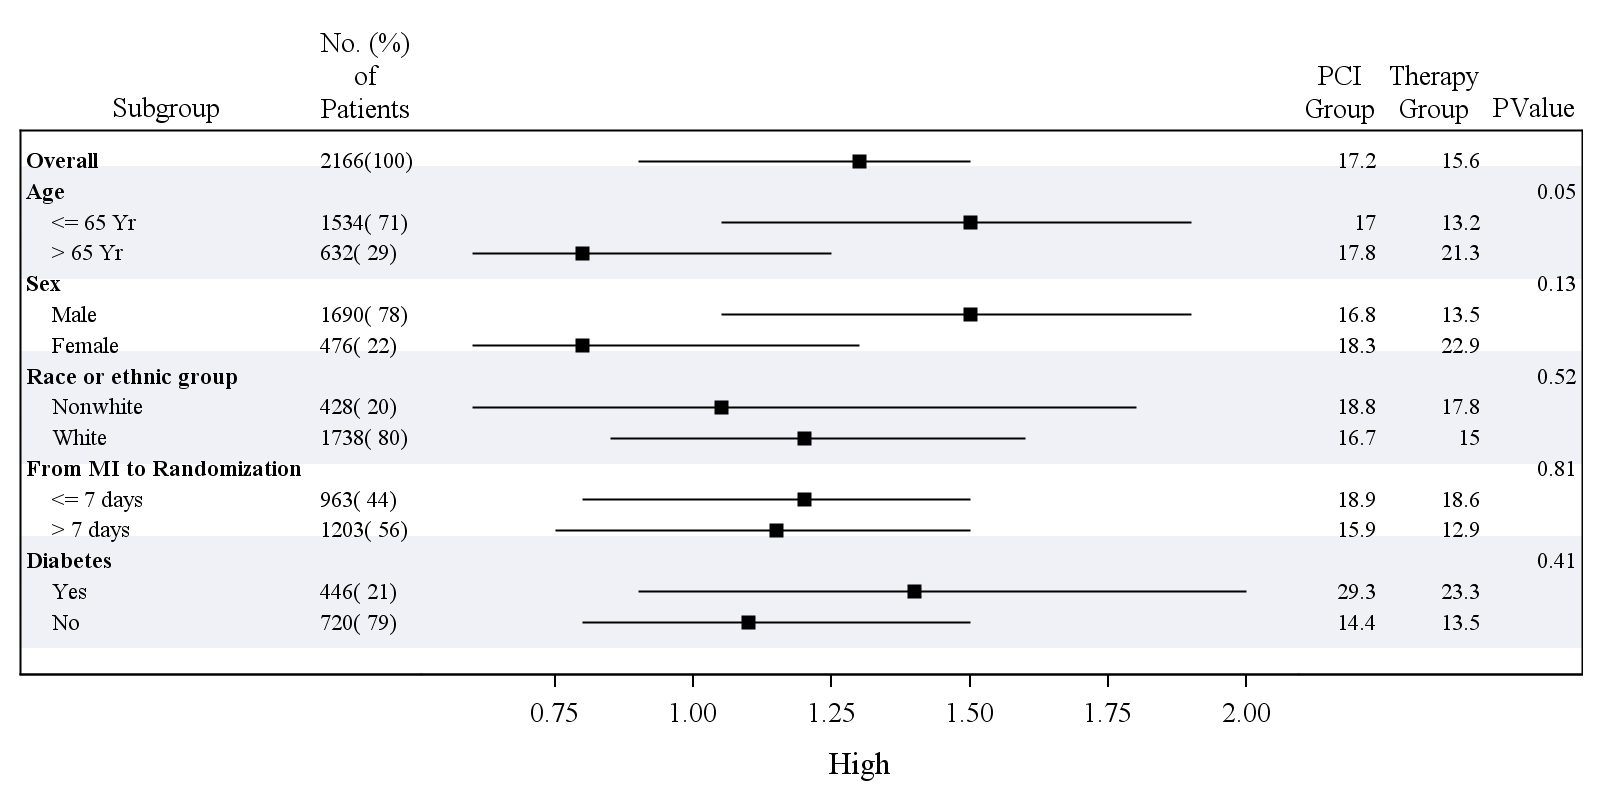 No. (%)
of
PCI Therapy
Subgroup Patients Group Group PValue
Overall 2166(100) 17.2 15.6
Age 0.05
<= 65 Yr 1534( 71) 17 13.2
> 65 Yr 632( 29) 17.8 21.3
Sex 0.13
Male 1690( 78) 16.8 13.5
Female 476( 22) 18.3 22.9
Race or ethnic group 0.52
Nonwhite 428( 20) 18.8 17.8
White 1738( 80) 16.7 15
From MI to Randomization 0.81
<= 7 days 963( 44) 18.9 18.6
> 7 days 1203( 56) 15.9 12.9
Diabetes 0.41
Yes 446( 21) 29.3 23.3
No 720( 79) 14.4 13.5
0.75 1.00 1.25 1.50 1.75 2.00
High